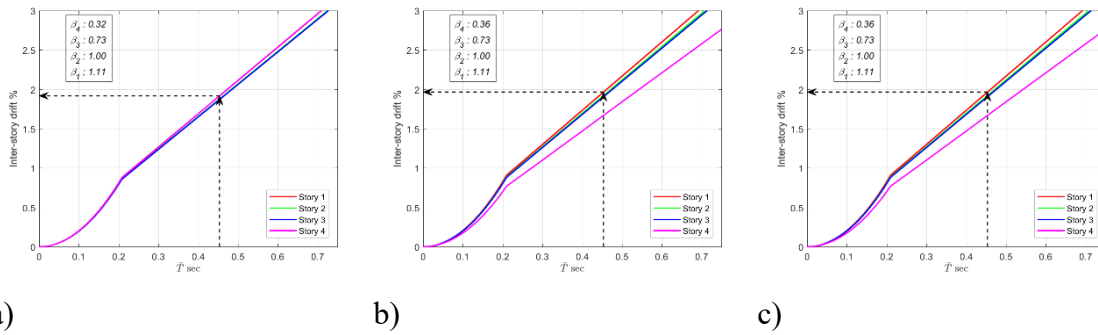 3
2.5
2
1.5
1
0.5
0
β4 : 0.32
β3 : 0.73
β2 : 1.00
β1 : 1.11
Inter-story drift %
Story 1
Story 2
Story 3
Story 4
0 0.1 0.2 0.3 0.4 0.5 0.6 0.7
T̄ sec
3
2.5
2
1.5
1
0.5
0
β4 : 0.36
β3 : 0.73
β2 : 1.00
β1 : 1.11
Inter-story drift %
Story 1
Story 2
Story 3
Story 4
0 0.1 0.2 0.3 0.4 0.5 0.6 0.7
T̄ sec
3
2.5
2
1.5
1
0.5
0
β4 : 0.36
β3 : 0.73
β2 : 1.00
β1 : 1.11
Inter-story drift %
Story 1
Story 2
Story 3
Story 4
0 0.1 0.2 0.3 0.4 0.5 0.6 0.7
T̄ sec
b)
c)